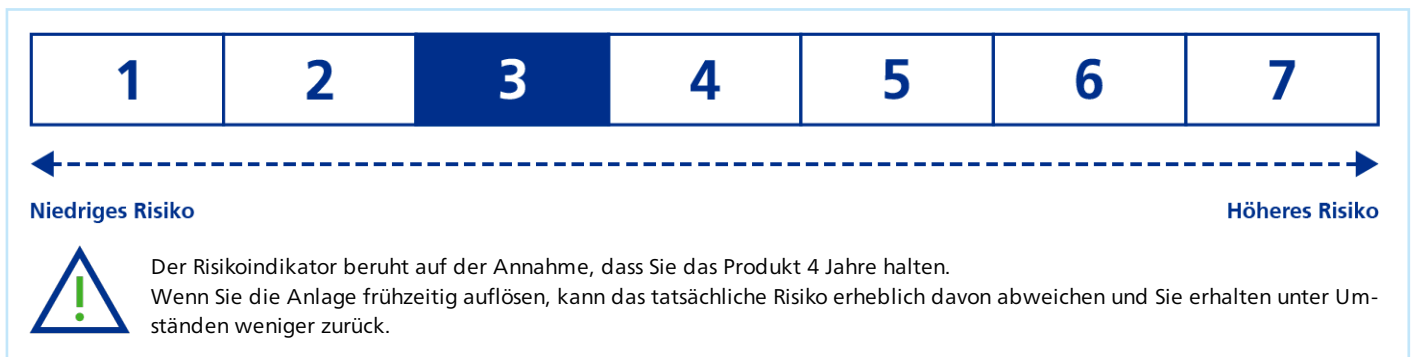 1 2 3 4 5 6 7
Niedriges Risiko Höheres Risiko
Der Risikoindikator beruht auf der Annahme, dass Sie das Produkt 4 Jahre halten.
Wenn Sie die Anlage frühzeitig auflösen, kann das tatsächliche Risiko erheblich davon abweichen und Sie erhalten unter Um-
ständen weniger zurück.